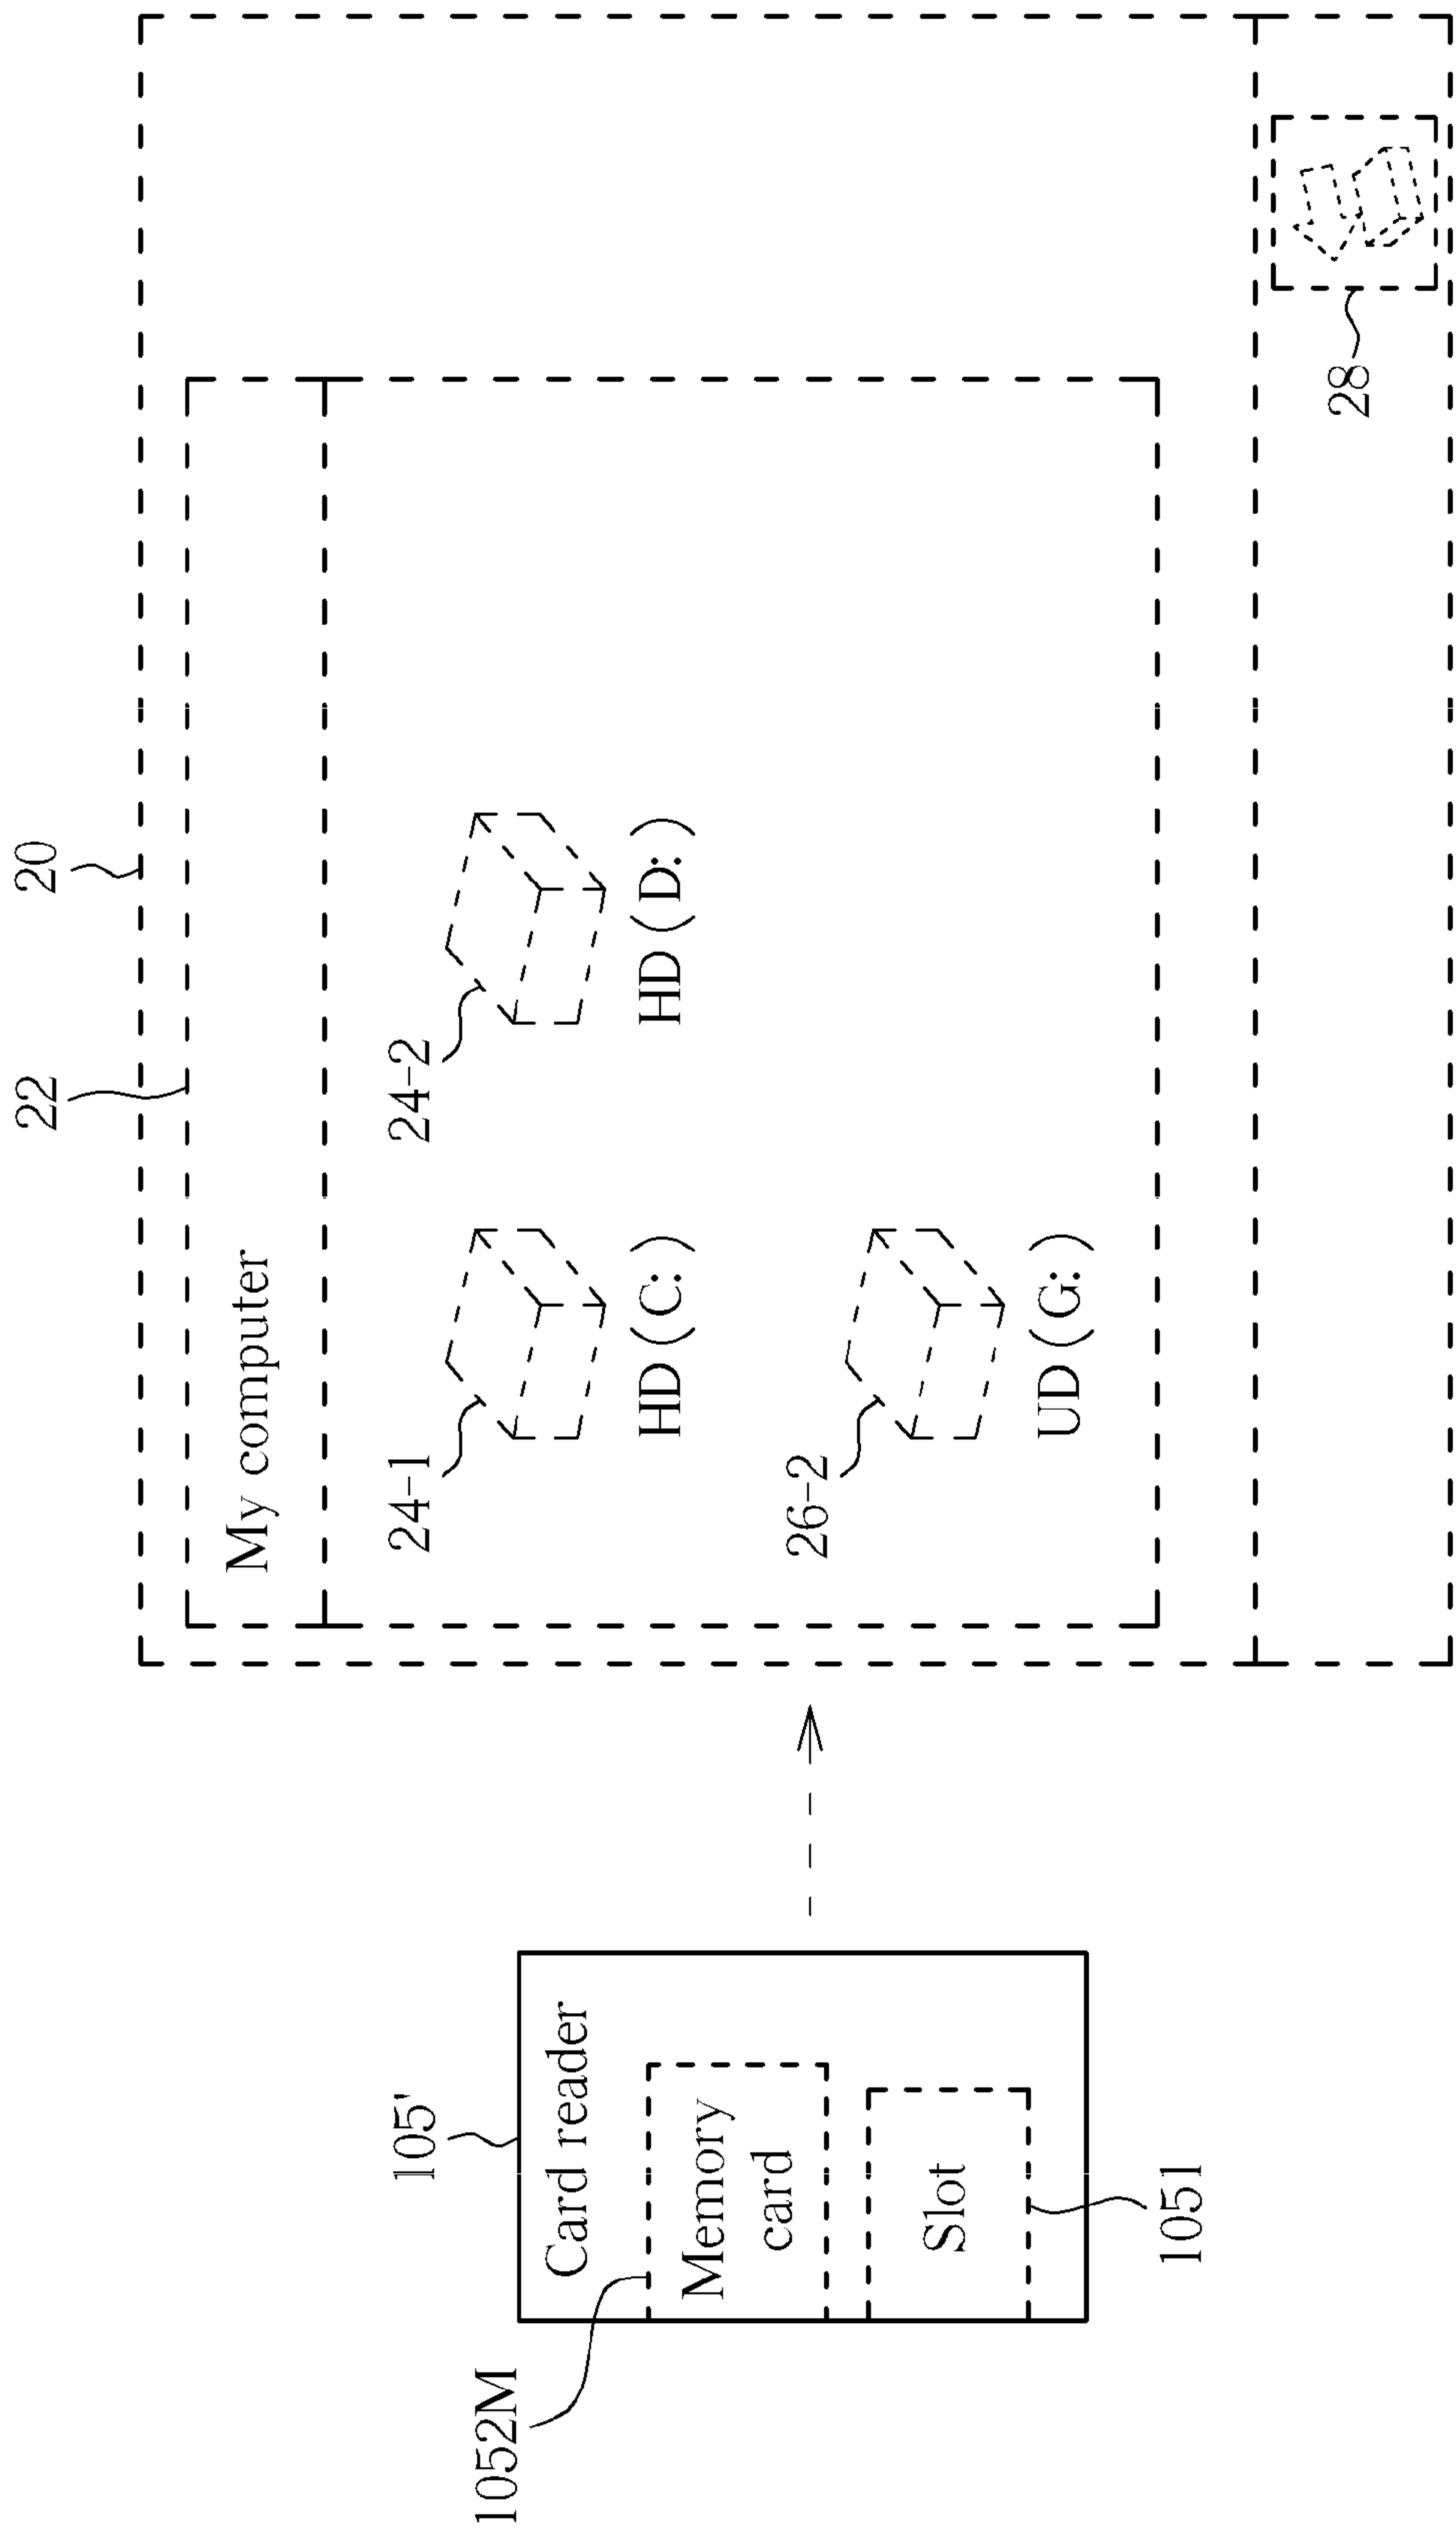 20
22
My computer
24-1
24-2
HD (C:)
HD (D:)
26-2
UD (G:)
28
105'
Card reader
1052M
Memory
card
Slot
1051